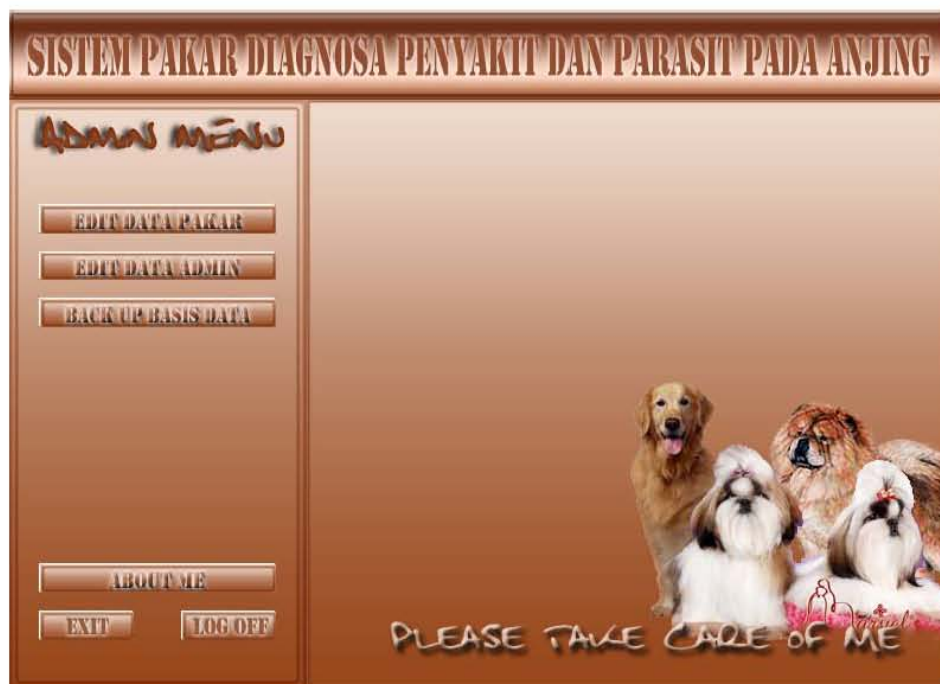 SISTEM PAKAR DIAGNOSA PENYAKIT DAN PARASIT PADA ANJING
ADMIN MENU
EDIT DATA PAKAR
EDIT DATA ADMIN
BACK UP BASIS DATA
ABOUT ME
EXIT
LOG OFF
PLEASE TAKE CARE OF ME